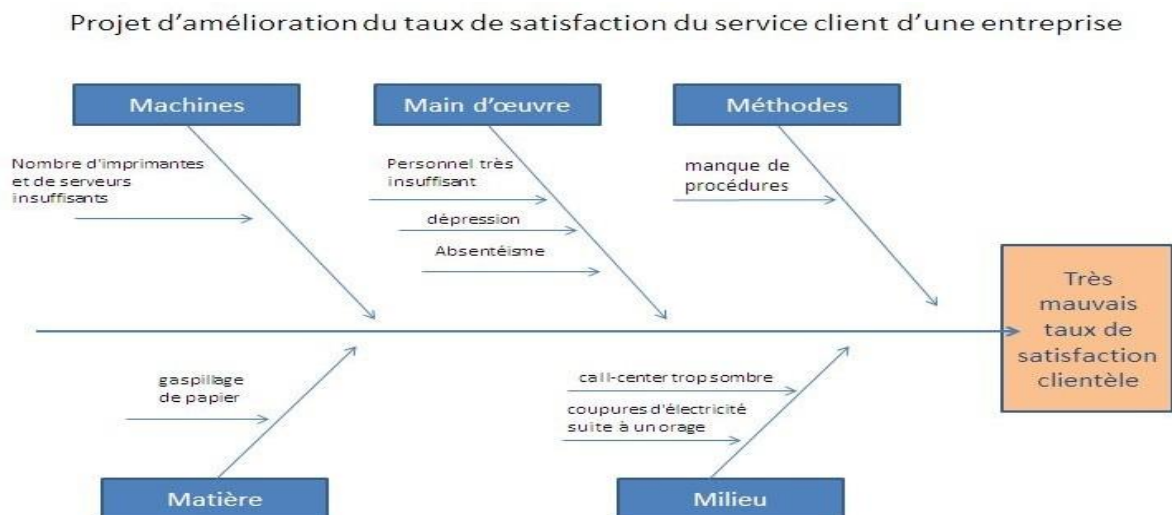 Projet d'amélioration du taux de satisfaction du service client d'une entreprise
Machines
Main d'œuvre
Méthodes
Nombre d'imprimantes
et de serveurs
insuffisants
Personnel très
insuffisant
dépression
Absentéisme
manque de
procédures
Très
mauvais
taux de
satisfaction
clientèle
gaspillage
de papier
call-center trop sombre
coupures d'électricité
suite à un orage
Matière
Milieu